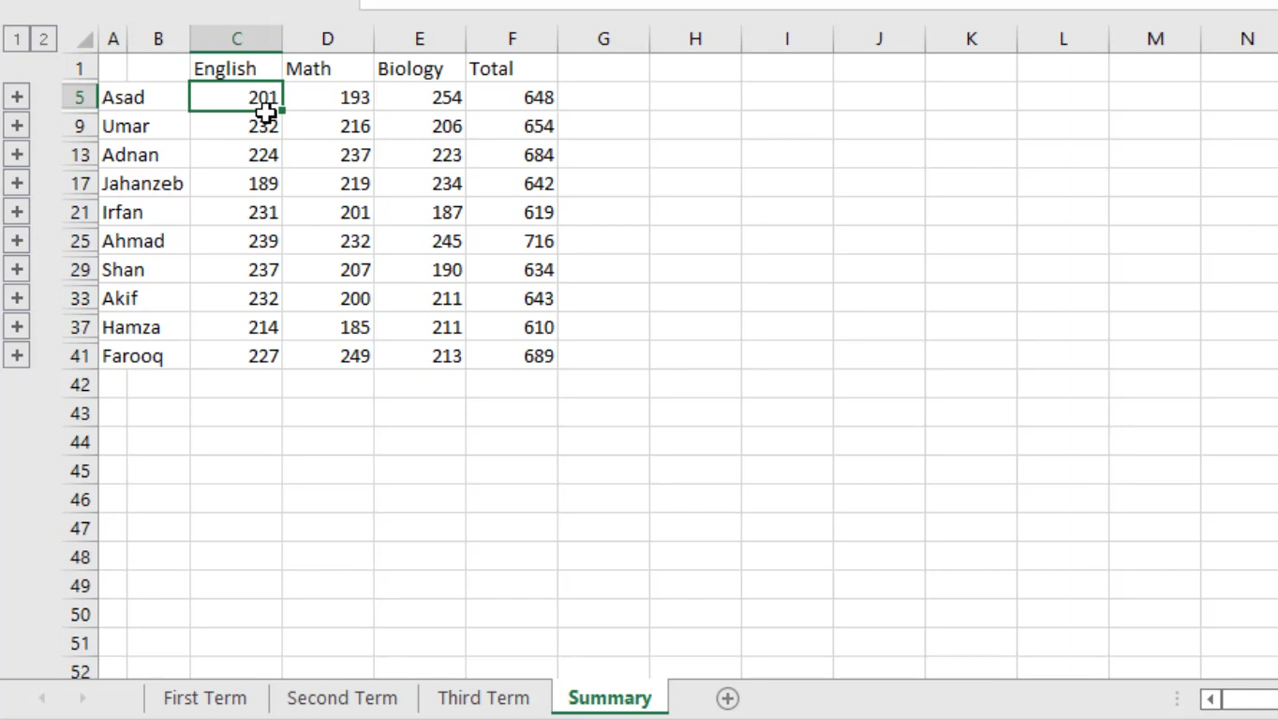 1 2 A B C D E F G H I J K L M N
1 English Math Biology Total
5 Asad 201 193 254 648
9 Umar 232 216 206 654
13 Adnan 224 237 223 684
17 Jahanzeb 189 219 234 642
21 Irfan 231 201 187 619
25 Ahmad 239 232 245 716
29 Shan 237 207 190 634
33 Akif 232 200 211 643
37 Hamza 214 185 211 610
41 Farooq 227 249 213 689
42
43
44
45
46
47
48
49
50
51
52
First Term Second Term Third Term Summary